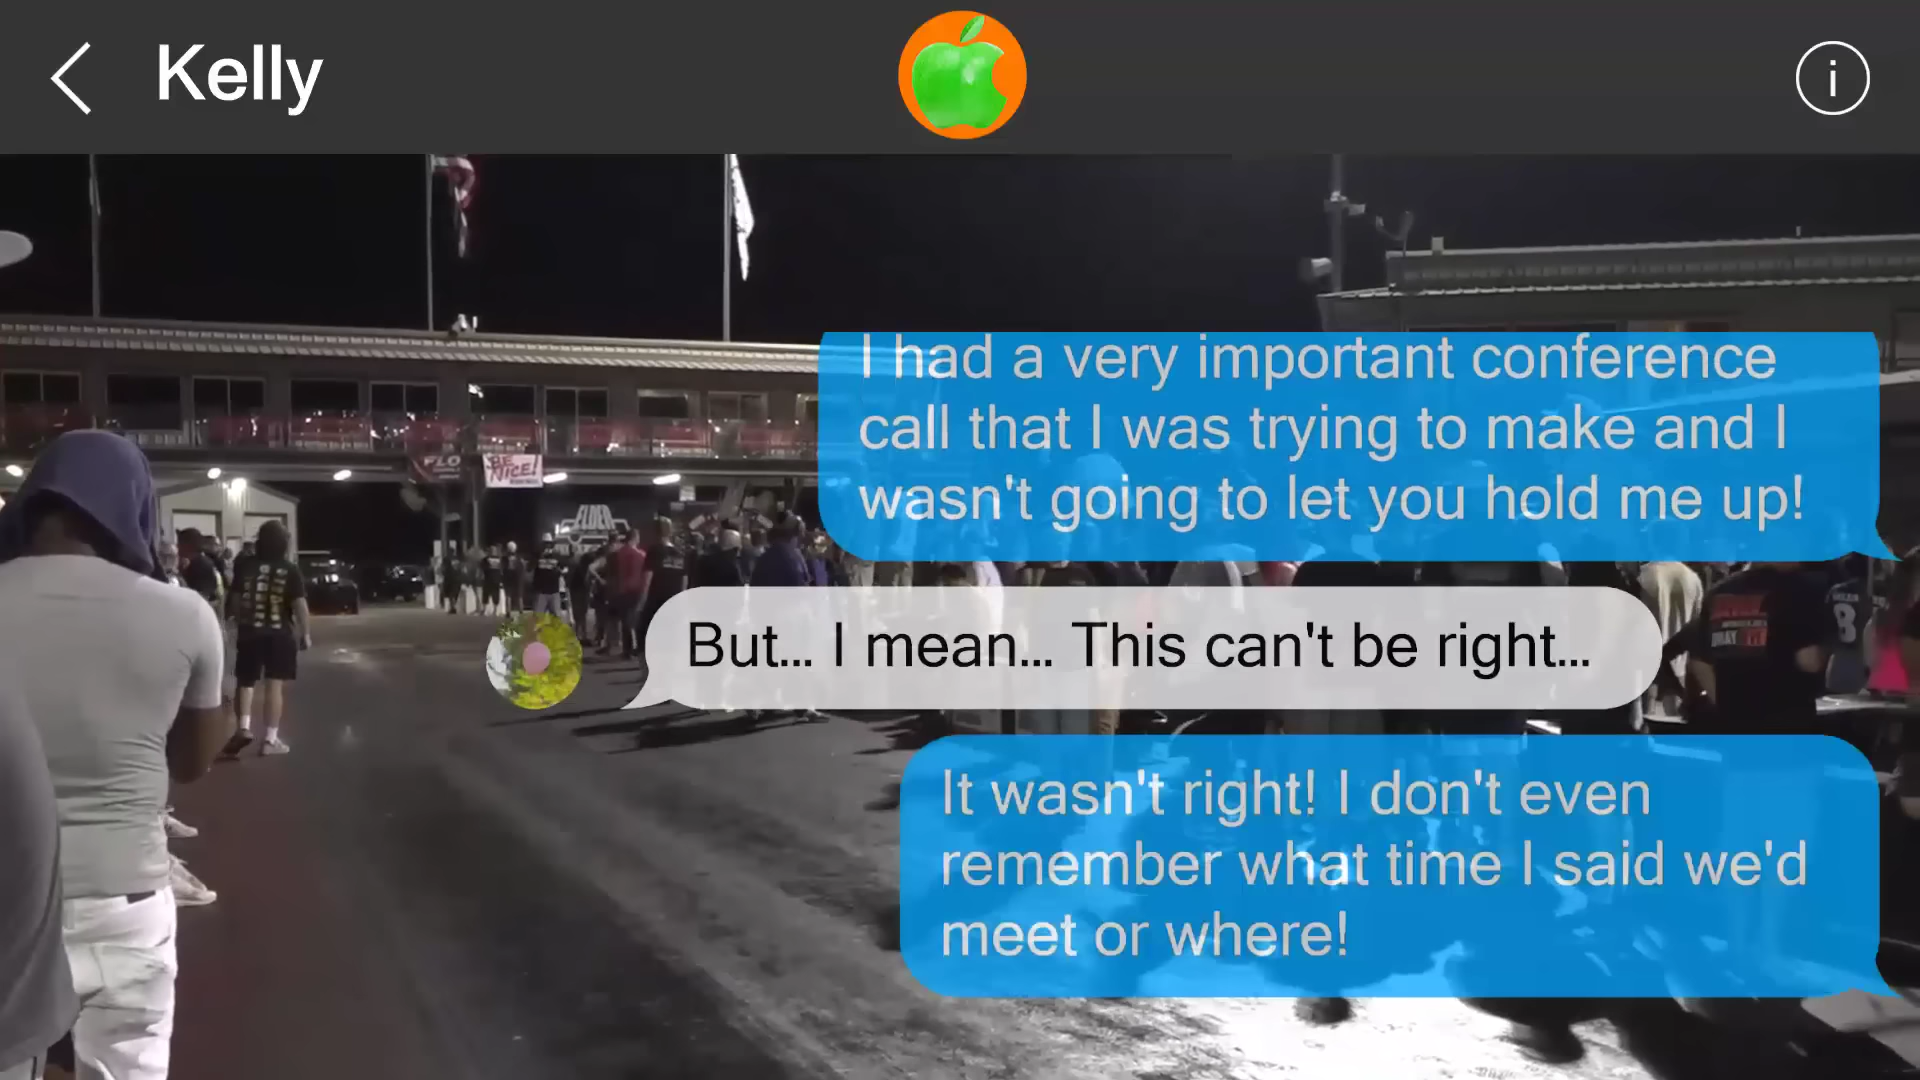 Kelly
i
I had a very important conference
call that I was trying to make and I
wasn't going to let you hold me up!
FLO
BE
NICE!
But... I mean... This can't be right...
8
It wasn't right! I don't even
remember what time I said we'd
meet or where!